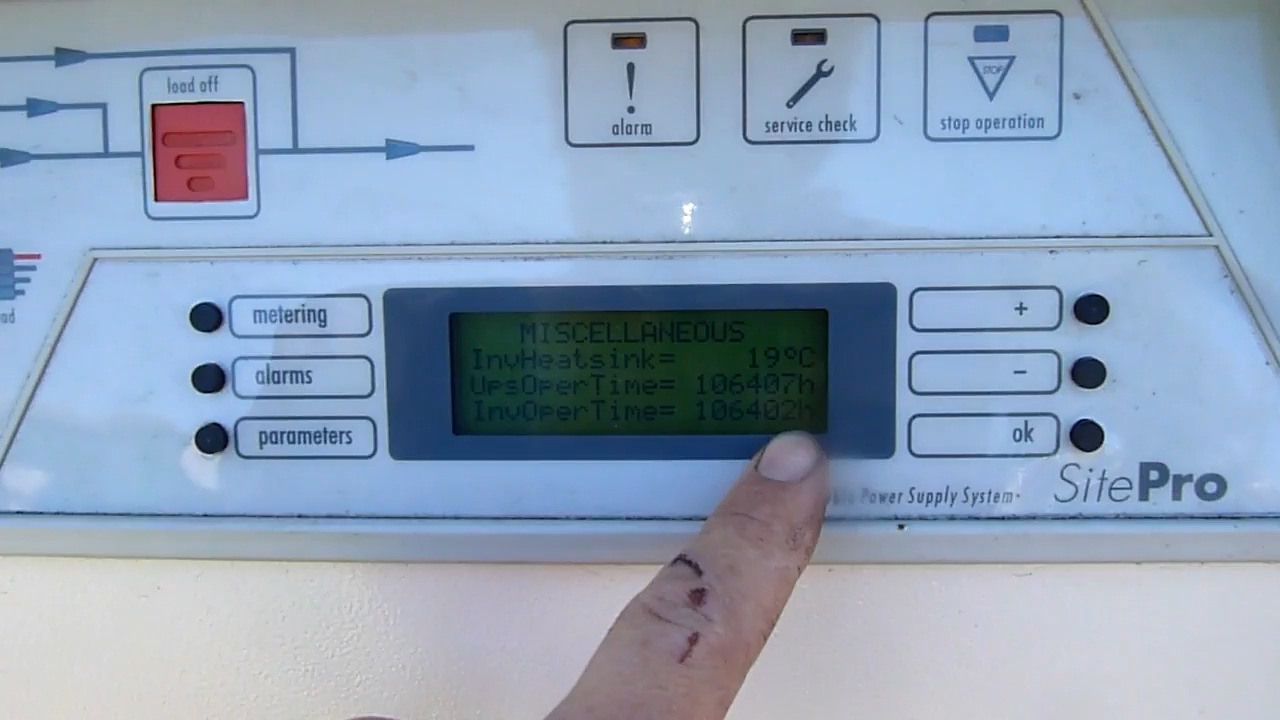 load off
alarm
service check
STOP
stop operation
metering
alarms
parameters
MISCELLANEOUS
InvHeatsink= 19°C
UpsOperTime= 106407h
InvOperTime= 106402h
+
-
ok
Power Supply System
SitePro